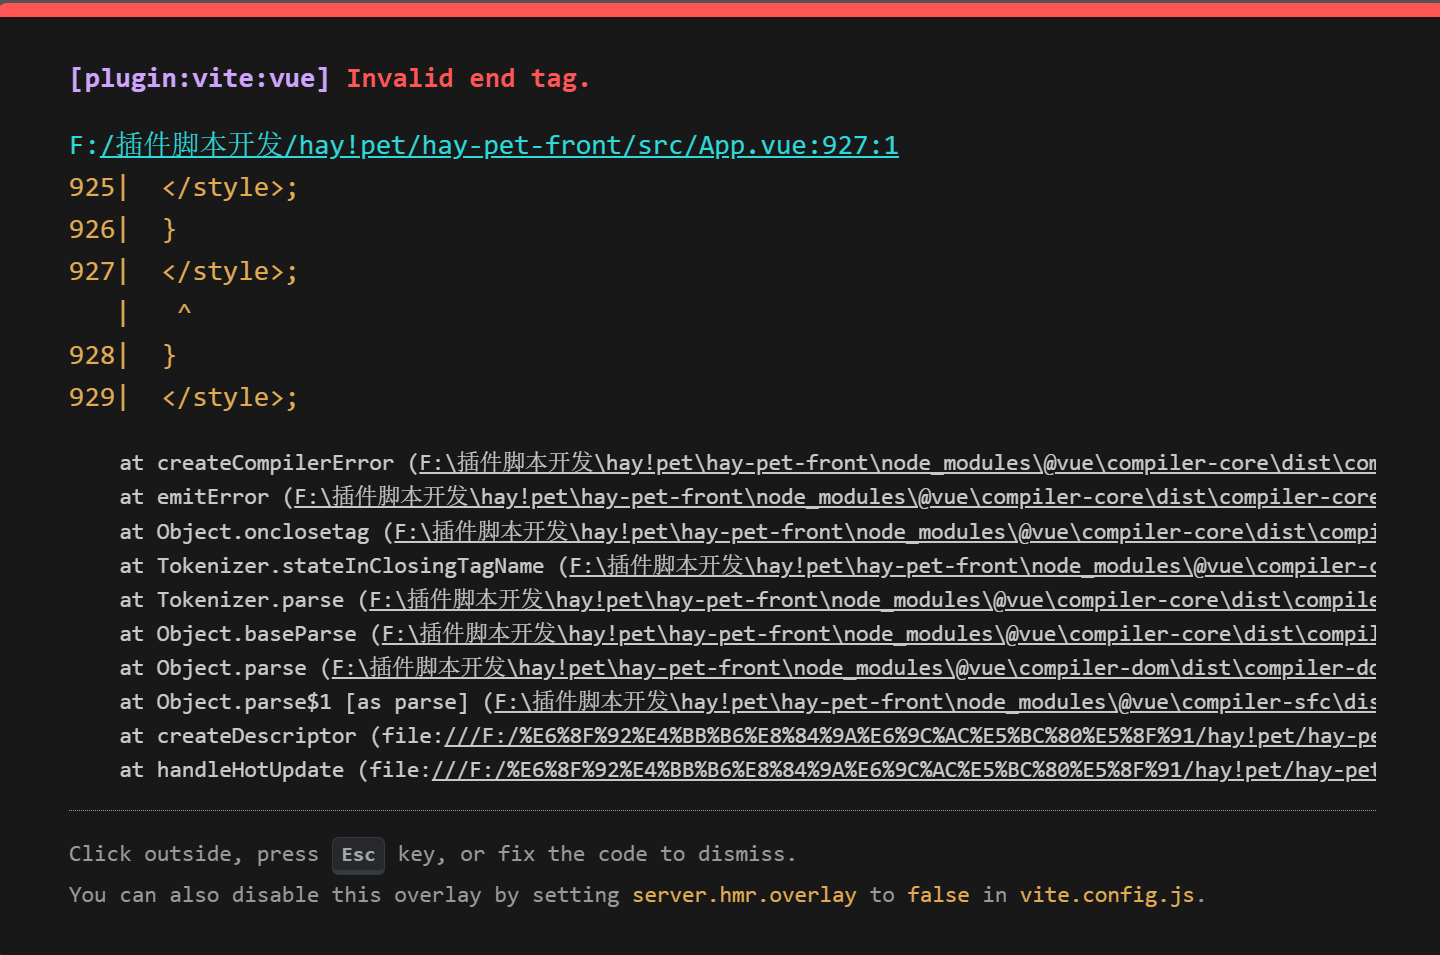 [plugin:vite:vue] Invalid end tag.
F:/插件脚本开发/hay!pet/hay-pet-front/src/App.vue:927:1
925|  </style>;
926|  }
927|  </style>;
   |   ^
928|  }
929|  </style>;
at createCompilerError (F:\插件脚本开发\hay!pet\hay-pet-front\node_modules\@vue\compiler-core\dist\com
at emitError (F:\插件脚本开发\hay!pet\hay-pet-front\node_modules\@vue\compiler-core\dist\compiler-core
at Object.onclosetag (F:\插件脚本开发\hay!pet\hay-pet-front\node_modules\@vue\compiler-core\dist\compi
at Tokenizer.stateInClosingTagName (F:\插件脚本开发\hay!pet\hay-pet-front\node_modules\@vue\compiler-c
at Tokenizer.parse (F:\插件脚本开发\hay!pet\hay-pet-front\node_modules\@vue\compiler-core\dist\compile
at Object.baseParse (F:\插件脚本开发\hay!pet\hay-pet-front\node_modules\@vue\compiler-core\dist\compil
at Object.parse (F:\插件脚本开发\hay!pet\hay-pet-front\node_modules\@vue\compiler-dom\dist\compiler-do
at Object.parse$1 [as parse] (F:\插件脚本开发\hay!pet\hay-pet-front\node_modules\@vue\compiler-sfc\dis
at createDescriptor (file:///F:/%E6%8F%92%E4%BB%B6%E8%84%9A%E6%9C%AC%E5%BC%80%E5%8F%91/hay!pet/hay-pe
at handleHotUpdate (file:///F:/%E6%8F%92%E4%BB%B6%E8%84%9A%E6%9C%AC%E5%BC%80%E5%8F%91/hay!pet/hay-pet
Click outside, press Esc key, or fix the code to dismiss.
You can also disable this overlay by setting server.hmr.overlay to false in vite.config.js.